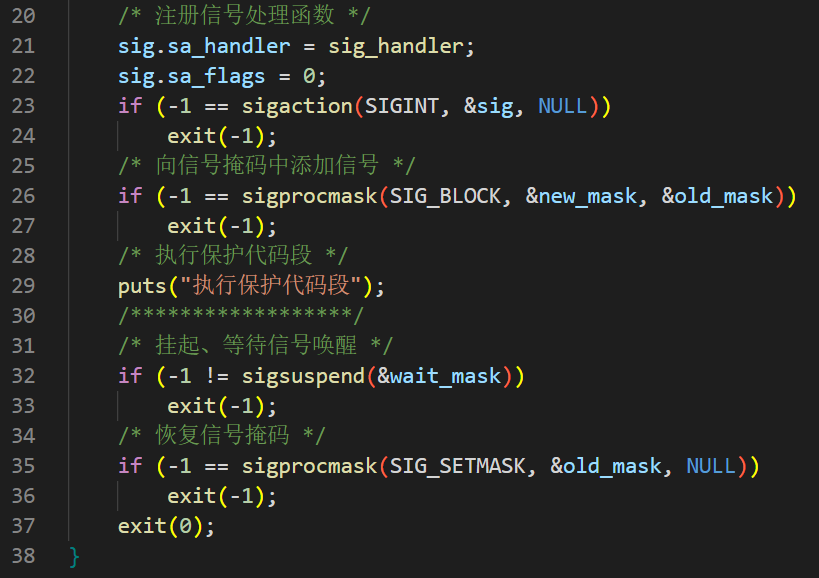 20 /* 注册信号处理函数 */
21 sig.sa_handler = sig_handler;
22 sig.sa_flags = 0;
23 if (-1 == sigaction(SIGINT, &sig, NULL))
24 exit(-1);
25 /* 向信号掩码中添加信号 */
26 if (-1 == sigprocmask(SIG_BLOCK, &new_mask, &old_mask))
27 exit(-1);
28 /* 执行保护代码段 */
29 puts("执行保护代码段");
30 /******************/
31 /* 挂起、等待信号唤醒 */
32 if (-1 != sigsuspend(&wait_mask))
33 exit(-1);
34 /* 恢复信号掩码 */
35 if (-1 == sigprocmask(SIG_SETMASK, &old_mask, NULL))
36 exit(-1);
37 exit(0);
38 }